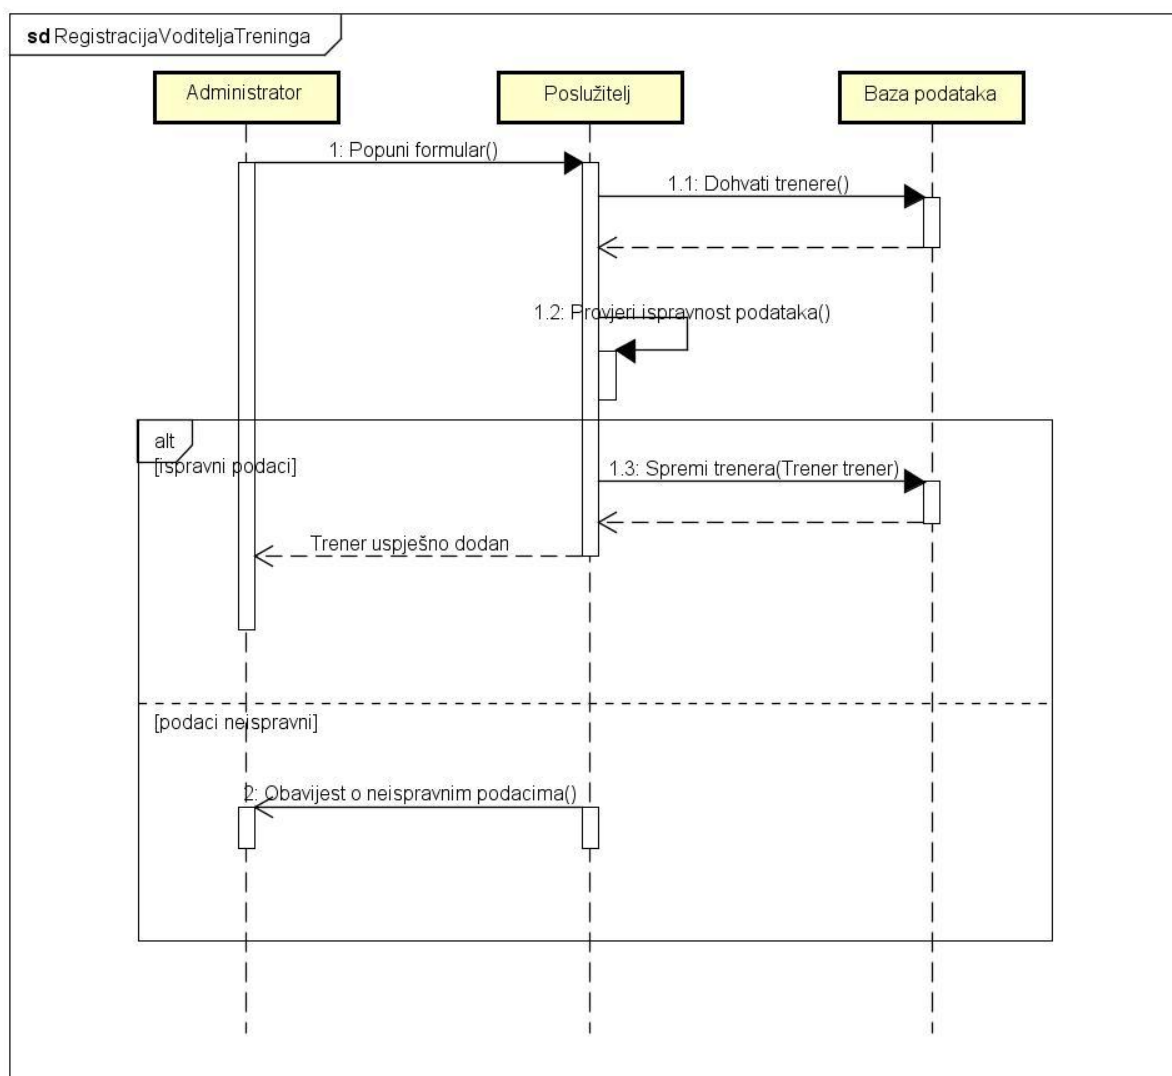 sd RegistracijaVoditeljaTreninga
Administrator
Poslužitelj
Baza podataka
1: Popuni formular()
1.1: Dohvati trenere()
1.2: Provjeri ispravnost podataka()
alt
[ispravni podaci]
1.3: Spremi trenera(Trener trener)
Trener uspješno dodan
[podaci neispravni]
2: Obavijest o neispravnim podacima()